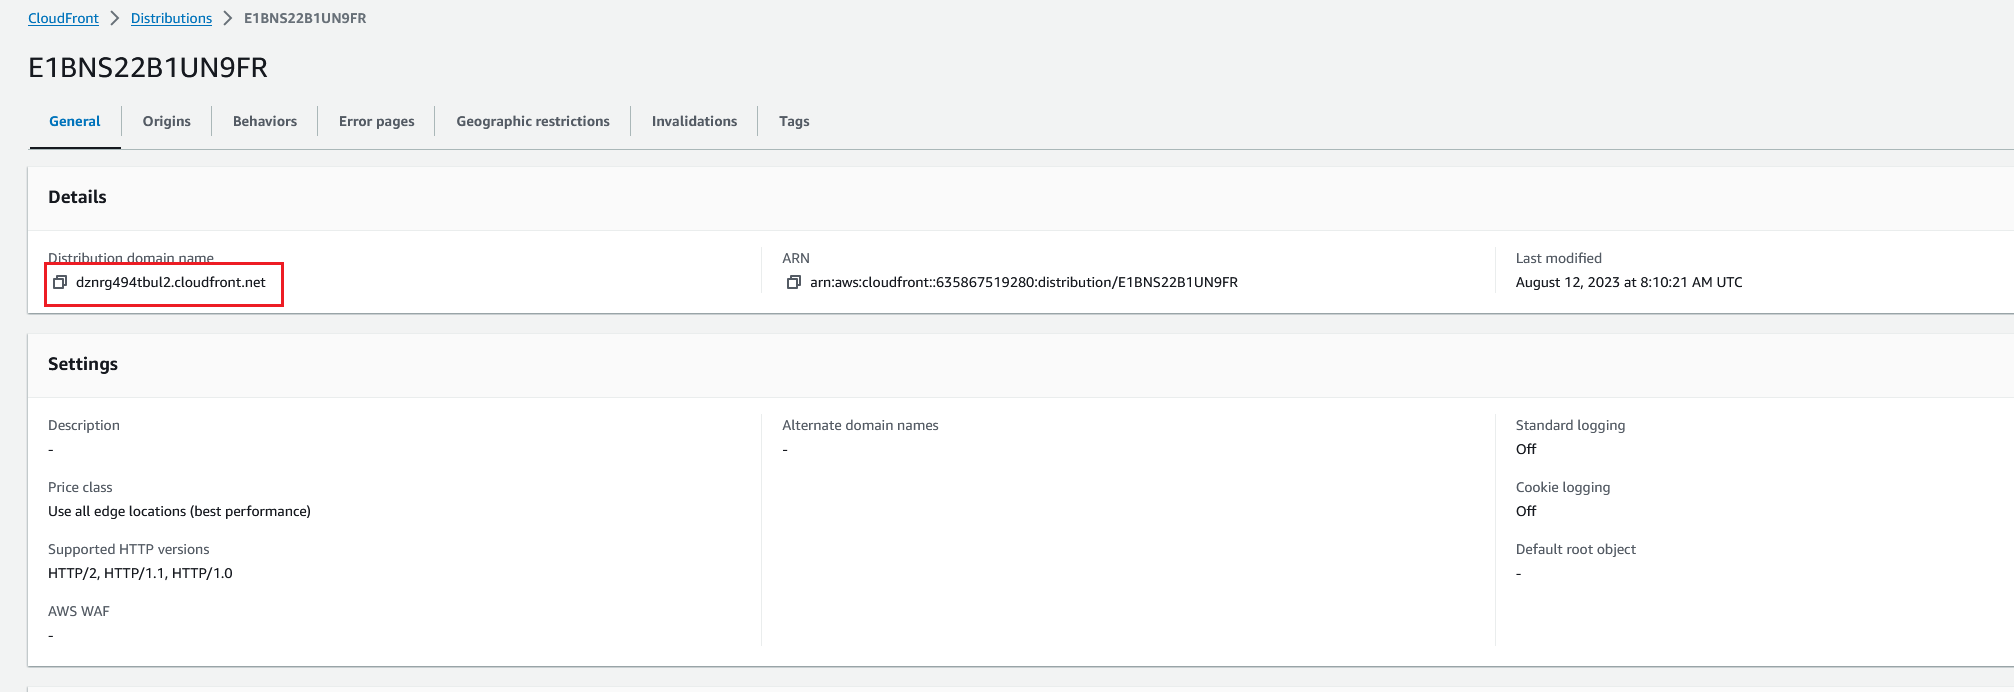 CloudFront > Distributions > E1BNS22B1UN9FR
E1BNS22B1UN9FR
General Origins Behaviors Error pages Geographic restrictions Invalidations Tags
Details
Distribution domain name
dznrg494tbul2.cloudfront.net
ARN
arn:aws:cloudfront::635867519280:distribution/E1BNS22B1UN9FR
Last modified
August 12, 2023 at 8:10:21 AM UTC
Settings
Description
-
Price class
Use all edge locations (best performance)
Supported HTTP versions
HTTP/2, HTTP/1.1, HTTP/1.0
AWS WAF
-
Alternate domain names
-
Standard logging
Off
Cookie logging
Off
Default root object
-